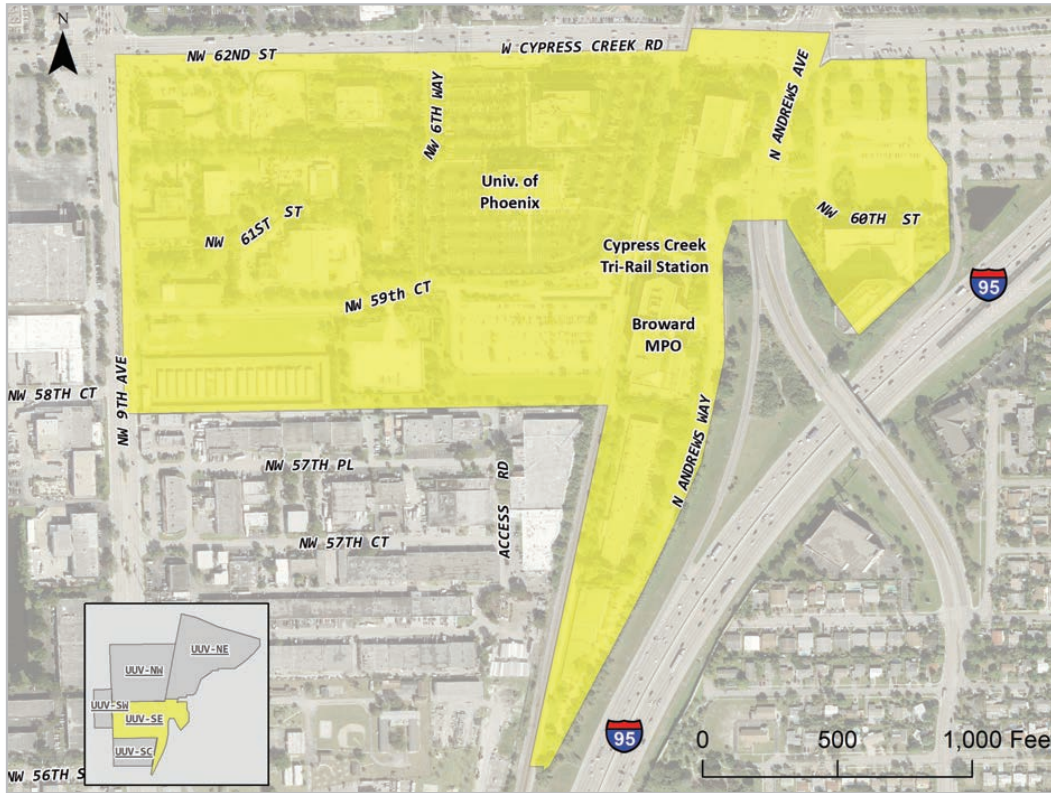 N
NW 62ND ST
W CYPRESS CREEK RD
NW 6TH WAY
N ANDREWS AVE
Univ. of
Phoenix
NW 61ST ST
NW 60TH ST
Cypress Creek
Tri-Rail Station
95
NW 59th CT
Broward
MPO
NW 58TH CT
NW 9TH AVE
N ANDREWS WAY
NW 57TH PL
ACCESS RD
NW 57TH CT
UUV-NE
UUV-NW
UUV-SW
UUV-SE
UUV-SC
95
0 500 1,000 Fee
NW 56TH S